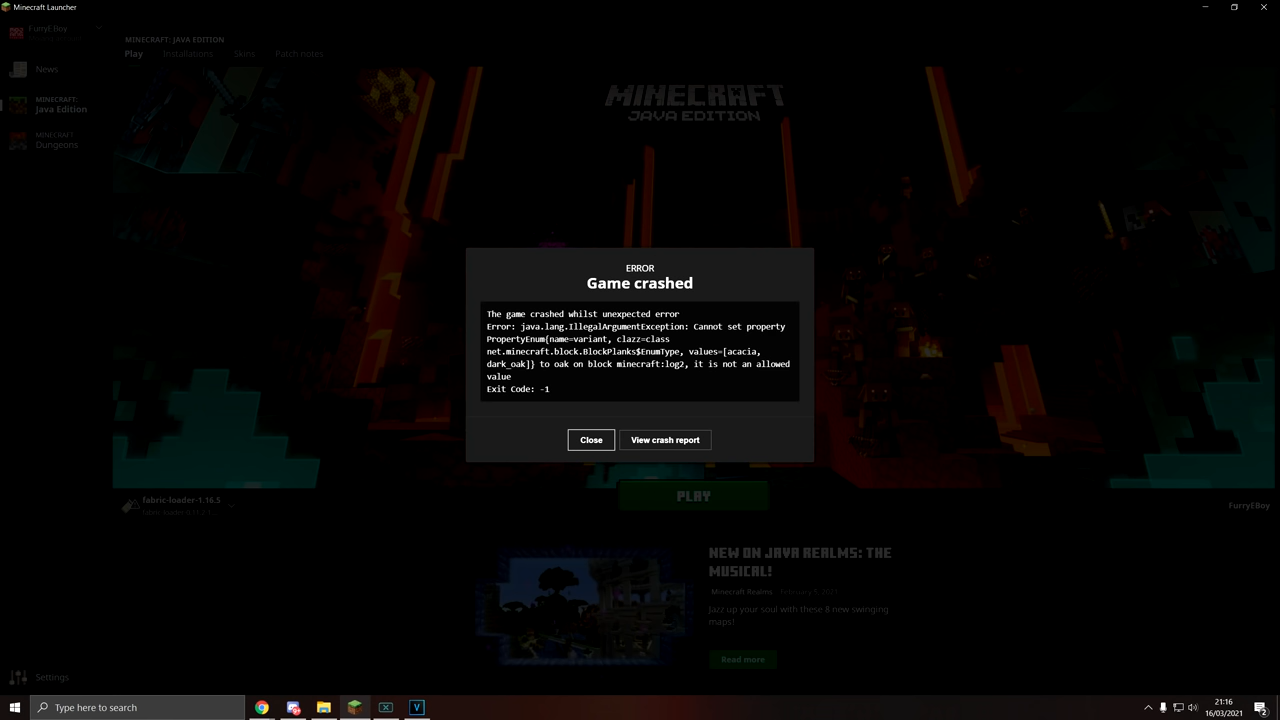 Minecraft Launcher
FurryEBoy
MINECRAFT: JAVA EDITION
Play Installations Skins Patch notes
News
MINECRAFT:
Java Edition
MINECRAFT
Dungeons
MINECRAFT
JAVA EDITION
ERROR
Game crashed
The game crashed whilst unexpected error
Error: java.lang.IllegalArgumentException: Cannot set property
PropertyEnum{name=variant, clazz=class
net.minecraft.block.BlockPlanks$EnumType, values=[acacia,
dark_oak]} to oak on block minecraft:log2, it is not an allowed
value
Exit Code: -1
Close View crash report
fabric-loader-1.16.5
PLAY
FurryEBoy
NEW ON JAVA REALMS: THE
MUSICAL!
Minecraft Realms February 5, 2021
Jazz up your soul with these 8 new swinging
maps!
Read more
Settings
Type here to search
21:16
16/03/2021
2